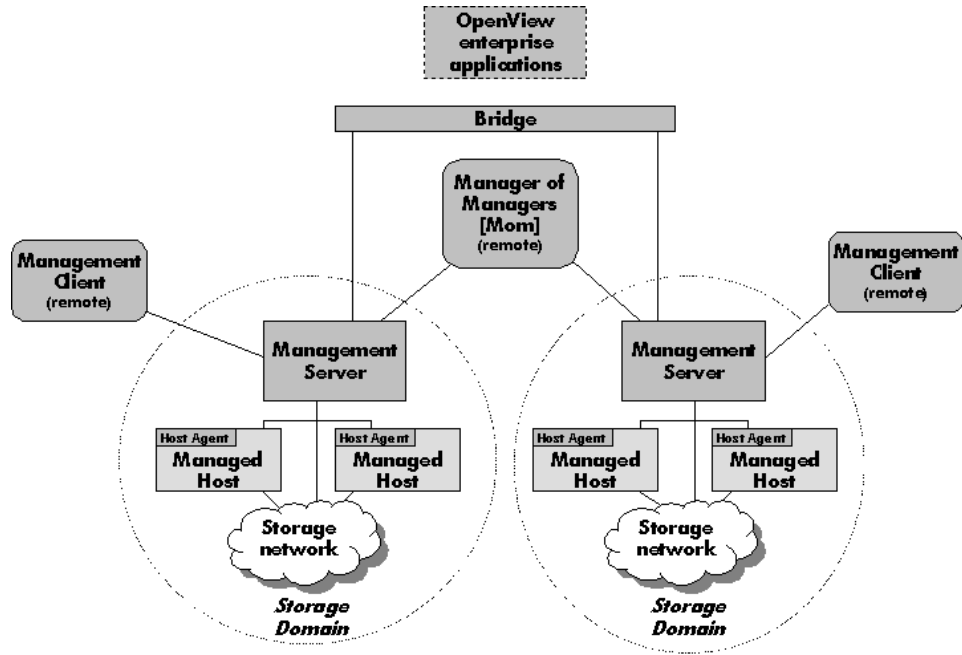 OpenView
enterprise
applications
Bridge
Manager of
Managers
[Mom]
(remote)
Management
Client
(remote)
Management
Client
(remote)
Management
Server
Management
Server
Host Agent
Managed
Host
Host Agent
Managed
Host
Host Agent
Managed
Host
Host Agent
Managed
Host
Storage
network
Storage
network
Storage
Domain
Storage
Domain